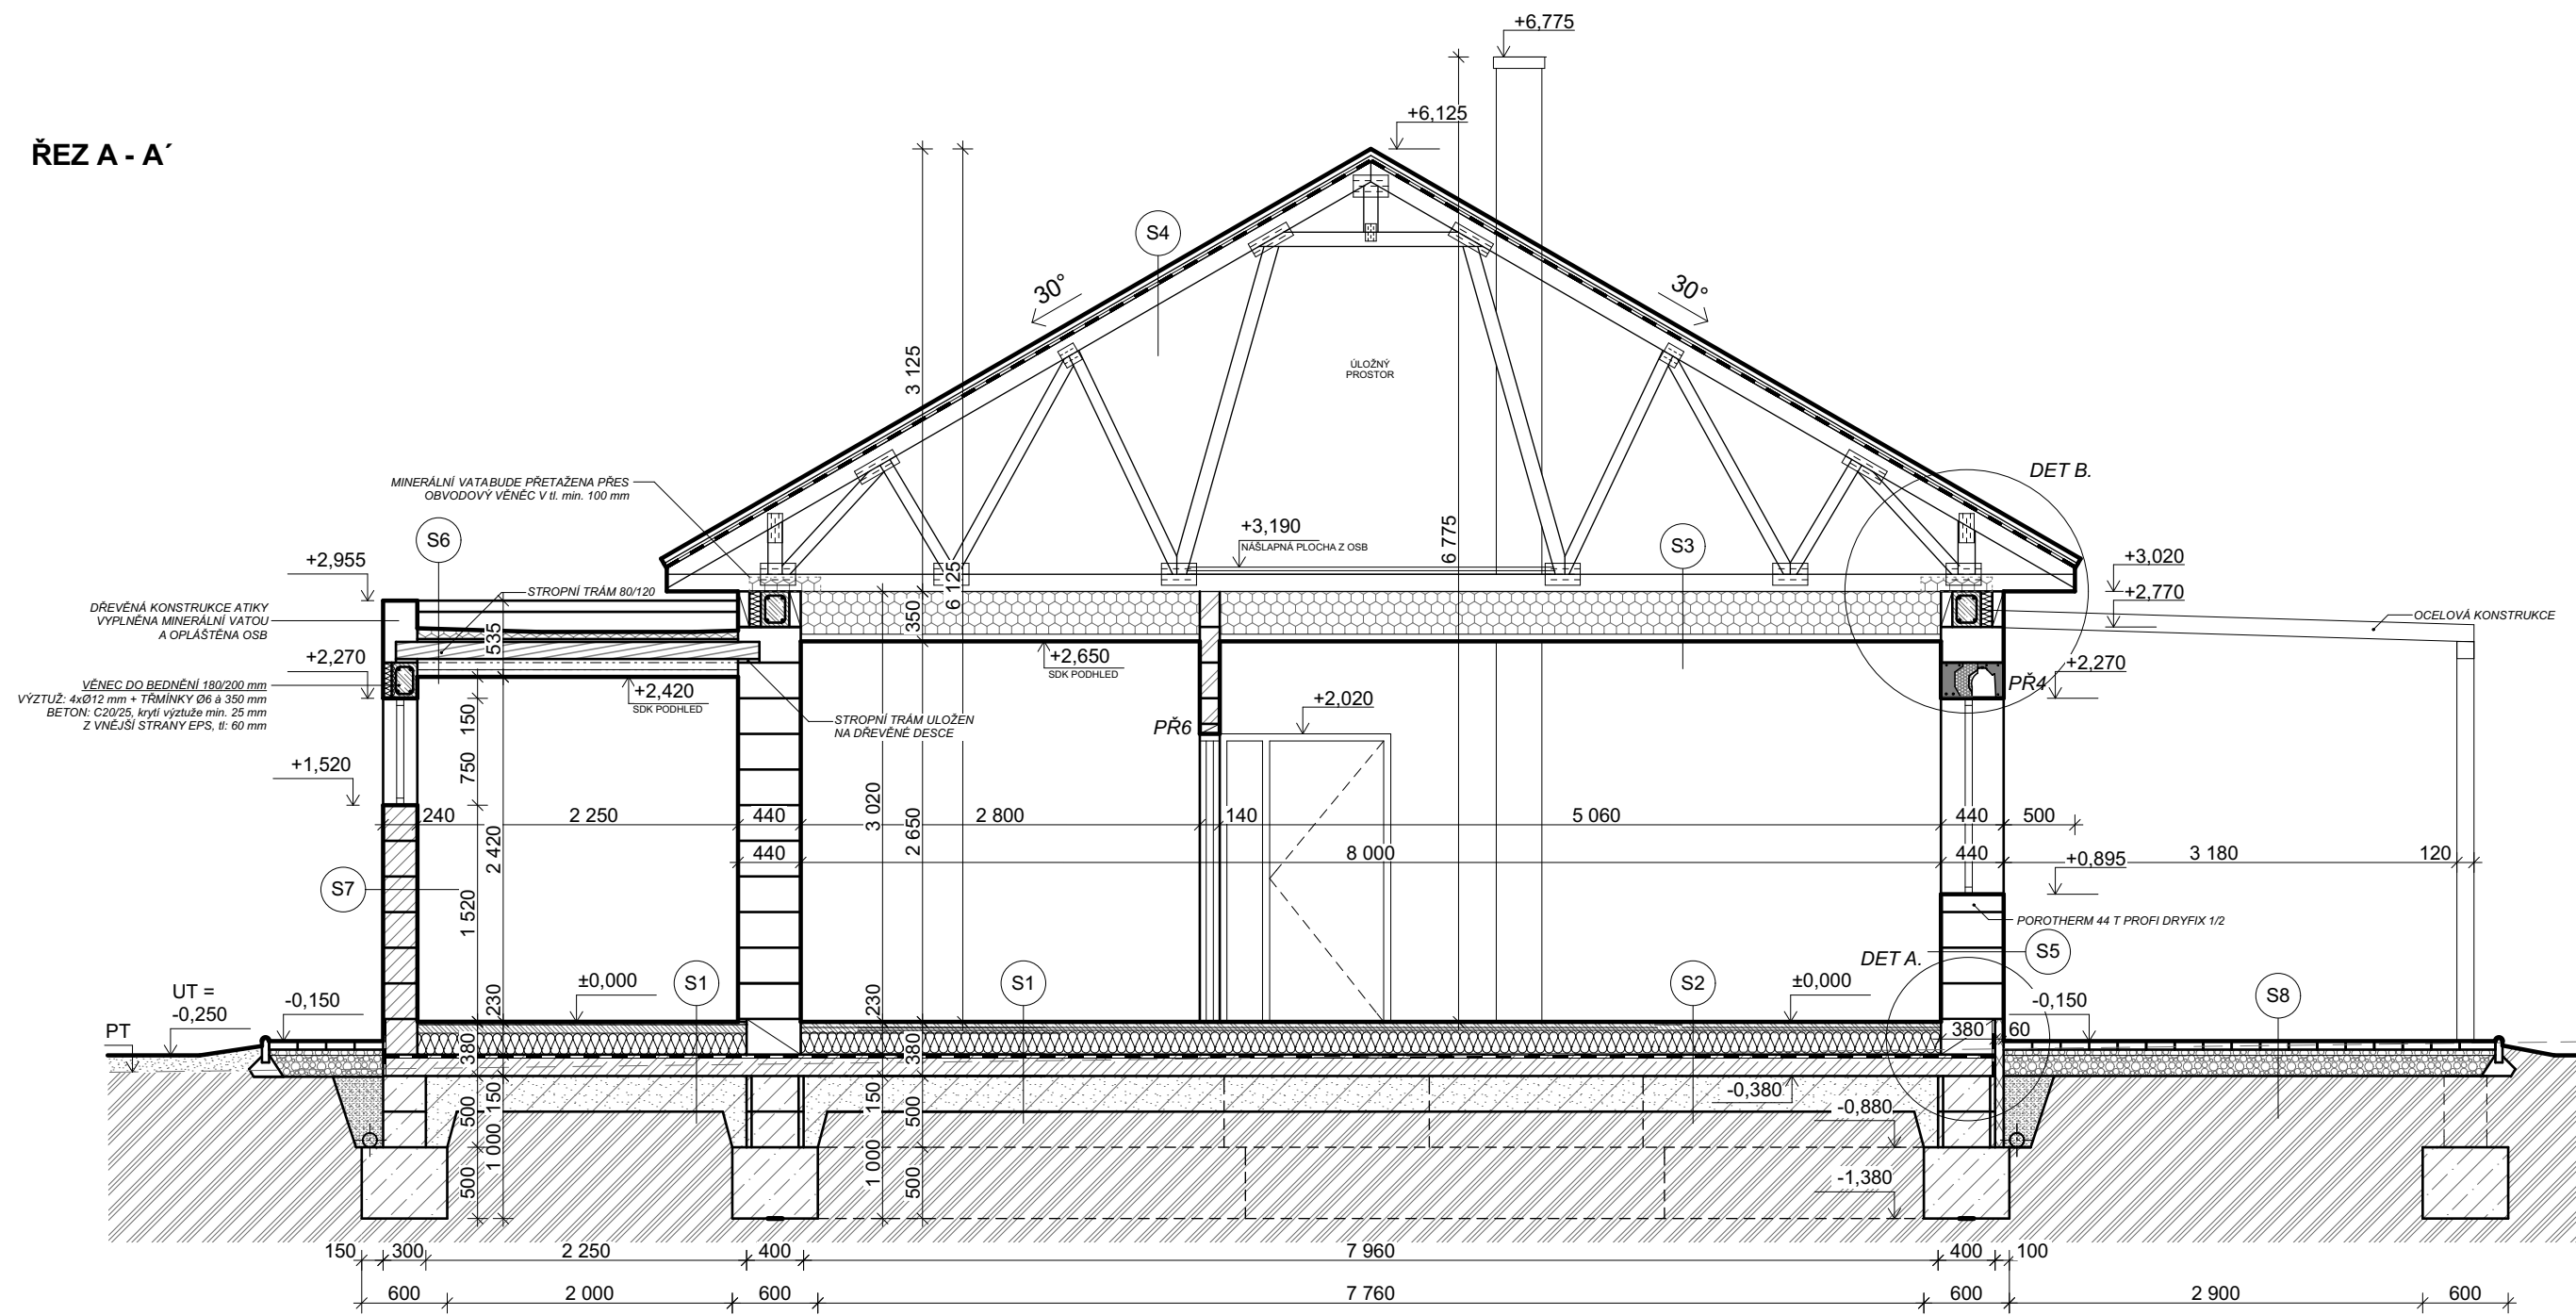 +6,775
+6,125
ŘEZ A - A´
S4
30°
30°
3 125
ÚLOŽNÝ
PROSTOR
DET B.
MINERÁLNÍ VATABUDE PŘETAŽENA PŘES
OBVODOVÝ VĚNĚC V tl. min. 100 mm
+3,190
NÁŠLAPNÁ PLOCHA Z OSB
6 775
S6
S3
+2,955
+3,020
STROPNÍ TRÁM 80/120
6 125
+2,770
DŘEVĚNÁ KONSTRUKCE ATIKY
VYPLNĚNA MINERÁLNÍ VATOU
A OPLÁŠTĚNA OSB
350
OCELOVÁ KONSTRUKCE
535
+2,270
+2,650
SDK PODHLED
+2,270
VĚNEC DO BEDNĚNÍ 180/200 mm
VÝZTUŽ: 4xØ12 mm + TŘMÍNKY Ø6 à 350 mm
BETON: C20/25, krytí výztuže min. 25 mm
Z VNĚJŠÍ STRANY EPS, tl: 60 mm
+2,420
SDK PODHLED
PŘ4
+2,020
150
STROPNÍ TRÁM ULOŽEN
NA DŘEVĚNÉ DESCE
PŘ6
+1,520
750
240
2 250
440
3 020
2 650
2 800
140
5 060
440
500
2 420
440
8 000
440
+0,895
3 180
120
S7
1 520
POROTHERM 44 T PROFI DRYFIX 1/2
DET A.
S5
UT =
-0,250
-0,150
±0,000
S1
S1
S2
±0,000
S8
-0,150
230
230
PT
380
60
380
380
150
150
-0,380
-0,880
500
500
1 000
1 000
500
500
-1,380
150
300
2 250
400
7 960
400
100
600
2 000
600
7 760
600
2 900
600